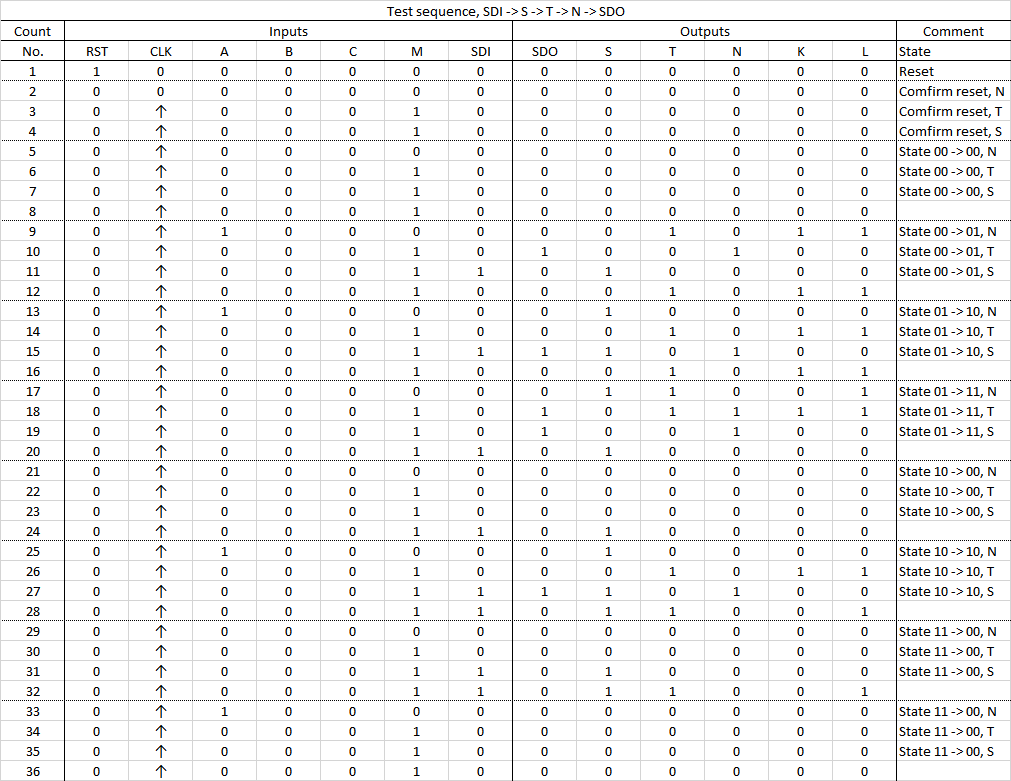 Test sequence, SDI -> S -> T -> N -> SDO
Count Inputs Outputs Comment
No. RST CLK A B C M SDI SDO S T N K L State
1 1 0 0 0 0 0 0 0 0 0 0 0 0 Reset
2 0 0 0 0 0 0 0 0 0 0 0 0 0 Comfirm reset, N
3 0 ↑ 0 0 0 1 0 0 0 0 0 0 0 Comfirm reset, T
4 0 ↑ 0 0 0 1 0 0 0 0 0 0 0 Comfirm reset, S
5 0 ↑ 0 0 0 0 0 0 0 0 0 0 0 State 00 -> 00, N
6 0 ↑ 0 0 0 1 0 0 0 0 0 0 0 State 00 -> 00, T
7 0 ↑ 0 0 0 1 0 0 0 0 0 0 0 State 00 -> 00, S
8 0 ↑ 0 0 0 1 0 0 0 0 0 0 0
9 0 ↑ 1 0 0 0 0 0 0 1 0 1 1 State 00 -> 01, N
10 0 ↑ 0 0 0 1 0 1 0 0 1 0 0 State 00 -> 01, T
11 0 ↑ 0 0 0 1 1 0 1 0 0 0 0 State 00 -> 01, S
12 0 ↑ 0 0 0 1 0 0 0 1 0 1 1
13 0 ↑ 1 0 0 0 0 0 1 0 0 0 0 State 01 -> 10, N
14 0 ↑ 0 0 0 1 0 0 0 1 0 1 1 State 01 -> 10, T
15 0 ↑ 0 0 0 1 1 1 1 0 1 0 0 State 01 -> 10, S
16 0 ↑ 0 0 0 1 0 0 0 1 0 1 1
17 0 ↑ 0 0 0 0 0 0 1 1 0 0 1 State 01 -> 11, N
18 0 ↑ 0 0 0 1 0 1 0 1 1 1 1 State 01 -> 11, T
19 0 ↑ 0 0 0 1 0 1 0 0 1 0 0 State 01 -> 11, S
20 0 ↑ 0 0 0 1 1 0 1 0 0 0 0
21 0 ↑ 0 0 0 0 0 0 0 0 0 0 0 State 10 -> 00, N
22 0 ↑ 0 0 0 1 0 0 0 0 0 0 0 State 10 -> 00, T
23 0 ↑ 0 0 0 1 0 0 0 0 0 0 0 State 10 -> 00, S
24 0 ↑ 0 0 0 1 1 0 1 0 0 0 0
25 0 ↑ 1 0 0 0 0 0 1 0 0 0 0 State 10 -> 10, N
26 0 ↑ 0 0 0 1 0 0 0 1 0 1 1 State 10 -> 10, T
27 0 ↑ 0 0 0 1 1 1 1 0 1 0 0 State 10 -> 10, S
28 0 ↑ 0 0 0 1 1 0 1 1 0 0 1
29 0 ↑ 0 0 0 0 0 0 0 0 0 0 0 State 11 -> 00, N
30 0 ↑ 0 0 0 1 0 0 0 0 0 0 0 State 11 -> 00, T
31 0 ↑ 0 0 0 1 1 0 1 0 0 0 0 State 11 -> 00, S
32 0 ↑ 0 0 0 1 1 0 1 1 0 0 1
33 0 ↑ 1 0 0 0 0 0 0 0 0 0 0 State 11 -> 00, N
34 0 ↑ 0 0 0 1 0 0 0 0 0 0 0 State 11 -> 00, T
35 0 ↑ 0 0 0 1 0 0 0 0 0 0 0 State 11 -> 00, S
36 0 ↑ 0 0 0 1 0 0 0 0 0 0 0